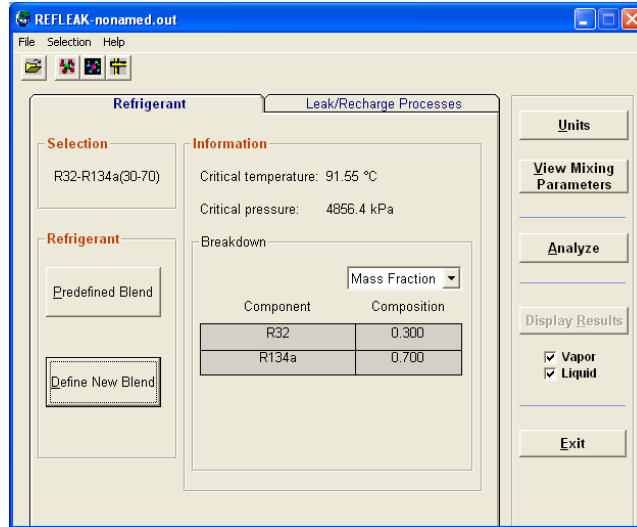 REFLEAK-nonamed.out
File Selection Help
Refrigerant
Leak/Recharge Processes
Selection
R32-R134a(30-70)
Refrigerant
Predefined Blend
Define New Blend
Information
Critical temperature: 91.55 °C
Critical pressure: 4856.4 kPa
Breakdown
Mass Fraction
Component Composition
R32 0.300
R134a 0.700
Units
View Mixing
Parameters
Analyze
Display Results
Vapor
Liquid
Exit